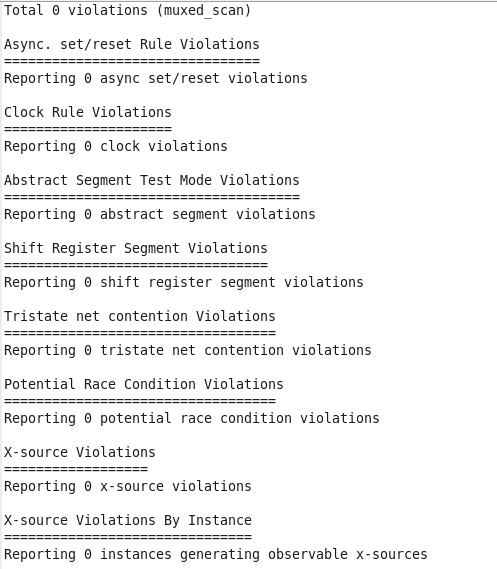 Total 0 violations (muxed_scan)
Async. set/reset Rule Violations
================================
Reporting 0 async set/reset violations
Clock Rule Violations
=====================
Reporting 0 clock violations
Abstract Segment Test Mode Violations
=====================================
Reporting 0 abstract segment violations
Shift Register Segment Violations
=================================
Reporting 0 shift register segment violations
Tristate net contention Violations
==================================
Reporting 0 tristate net contention violations
Potential Race Condition Violations
==================================
Reporting 0 potential race condition violations
X-source Violations
==================
Reporting 0 x-source violations
X-source Violations By Instance
===============================
Reporting 0 instances generating observable x-sources